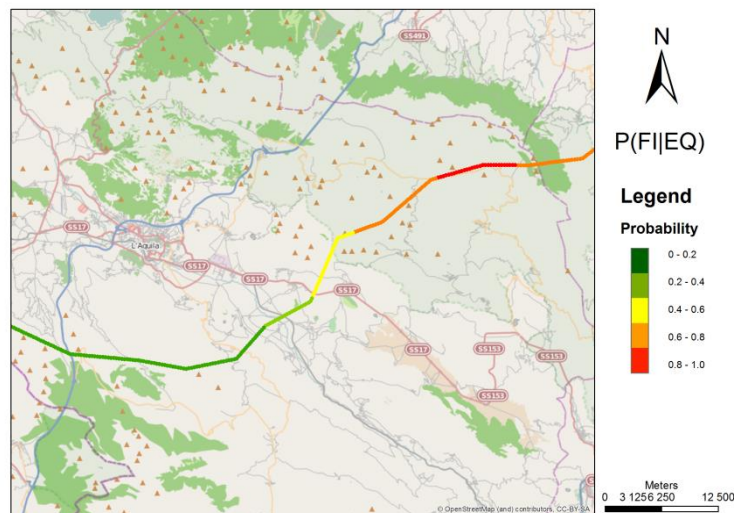 SS491
N
P(FI|EQ)
Legend
Probability
0 - 0.2
0.2 - 0.4
0.4 - 0.6
0.6 - 0.8
0.8 - 1.0
SS17
L'Aquila
SS17
SS17
SS17
SS17
SS17
SS153
SS153
SS153
Meters
0 3 1256 250 12 500
© OpenStreetMap (and) contributors, CC-BY-SA